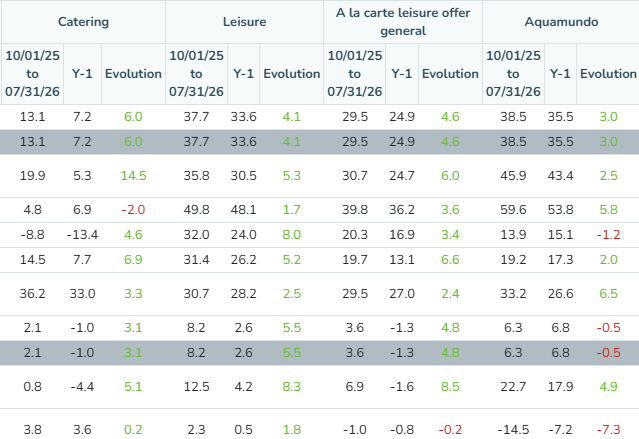 Catering Leisure A la carte leisure offer general Aquamundo
10/01/25 to 07/31/26 Y-1 Evolution 10/01/25 to 07/31/26 Y-1 Evolution 10/01/25 to 07/31/26 Y-1 Evolution 10/01/25 to 07/31/26 Y-1 Evolution
13.1 7.2 6.0 37.7 33.6 4.1 29.5 24.9 4.6 38.5 35.5 3.0
13.1 7.2 6.0 37.7 33.6 4.1 29.5 24.9 4.6 38.5 35.5 3.0
19.9 5.3 14.5 35.8 30.5 5.3 30.7 24.7 6.0 45.9 43.4 2.5
4.8 6.9 -2.0 49.8 48.1 1.7 39.8 36.2 3.6 59.6 53.8 5.8
-8.8 -13.4 4.6 32.0 24.0 8.0 20.3 16.9 3.4 13.9 15.1 -1.2
14.5 7.7 6.9 31.4 26.2 5.2 19.7 13.1 6.6 19.2 17.3 2.0
36.2 33.0 3.3 30.7 28.2 2.5 29.5 27.0 2.4 33.2 26.6 6.5
2.1 -1.0 3.1 8.2 2.6 5.5 3.6 -1.3 4.8 6.3 6.8 -0.5
2.1 -1.0 3.1 8.2 2.6 5.5 3.6 -1.3 4.8 6.3 6.8 -0.5
0.8 -4.4 5.1 12.5 4.2 8.3 6.9 -1.6 8.5 22.7 17.9 4.9
3.8 3.6 0.2 2.3 0.5 1.8 -1.0 -0.8 -0.2 -14.5 -7.2 -7.3